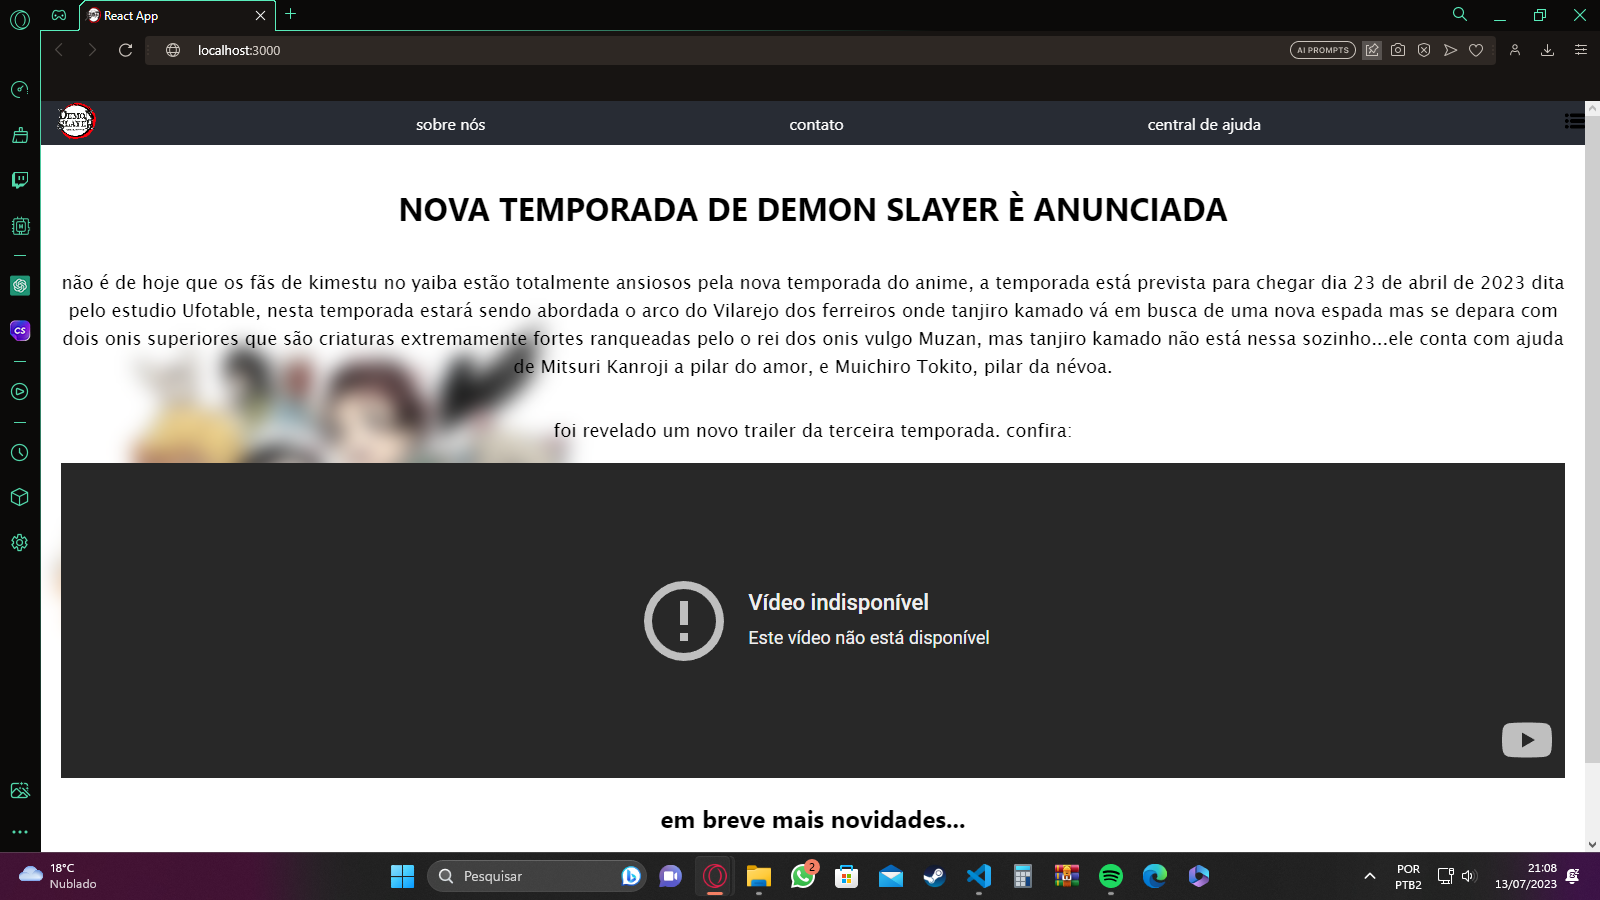 React App
localhost:3000
AI PROMPTS
DEMON
SLAYER
sobre nós
contato
central de ajuda
NOVA TEMPORADA DE DEMON SLAYER È ANUNCIADA
não é de hoje que os fãs de kimestu no yaiba estão totalmente ansiosos pela nova temporada do anime, a temporada está prevista para chegar dia 23 de abril de 2023 dita
pelo estudio Ufotable, nesta temporada estará sendo abordada o arco do Vilarejo dos ferreiros onde tanjiro kamado vá em busca de uma nova espada mas se depara com
dois onis superiores que são criaturas extremamente fortes ranqueadas pelo o rei dos onis vulgo Muzan, mas tanjiro kamado não está nessa sozinho...ele conta com ajuda
de Mitsuri Kanroji a pilar do amor, e Muichiro Tokito, pilar da névoa.
foi revelado um novo trailer da terceira temporada. confira:
Vídeo indisponível
Este vídeo não está disponível
em breve mais novidades...
CS
18°C
Nublado
Pesquisar
2
POR
PTB2
21:08
13/07/2023